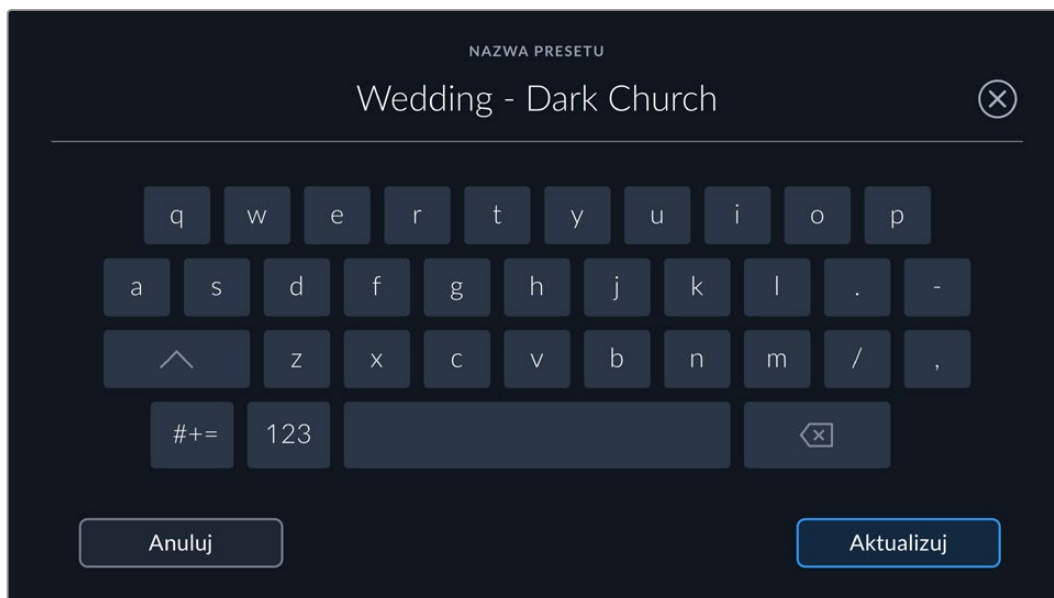 NAZWA PRESETU
Wedding - Dark Church
q w e r t y u i o p
a s d f g h j k l . -
z x c v b n m / ,
#+= 123
Anuluj Aktualizuj